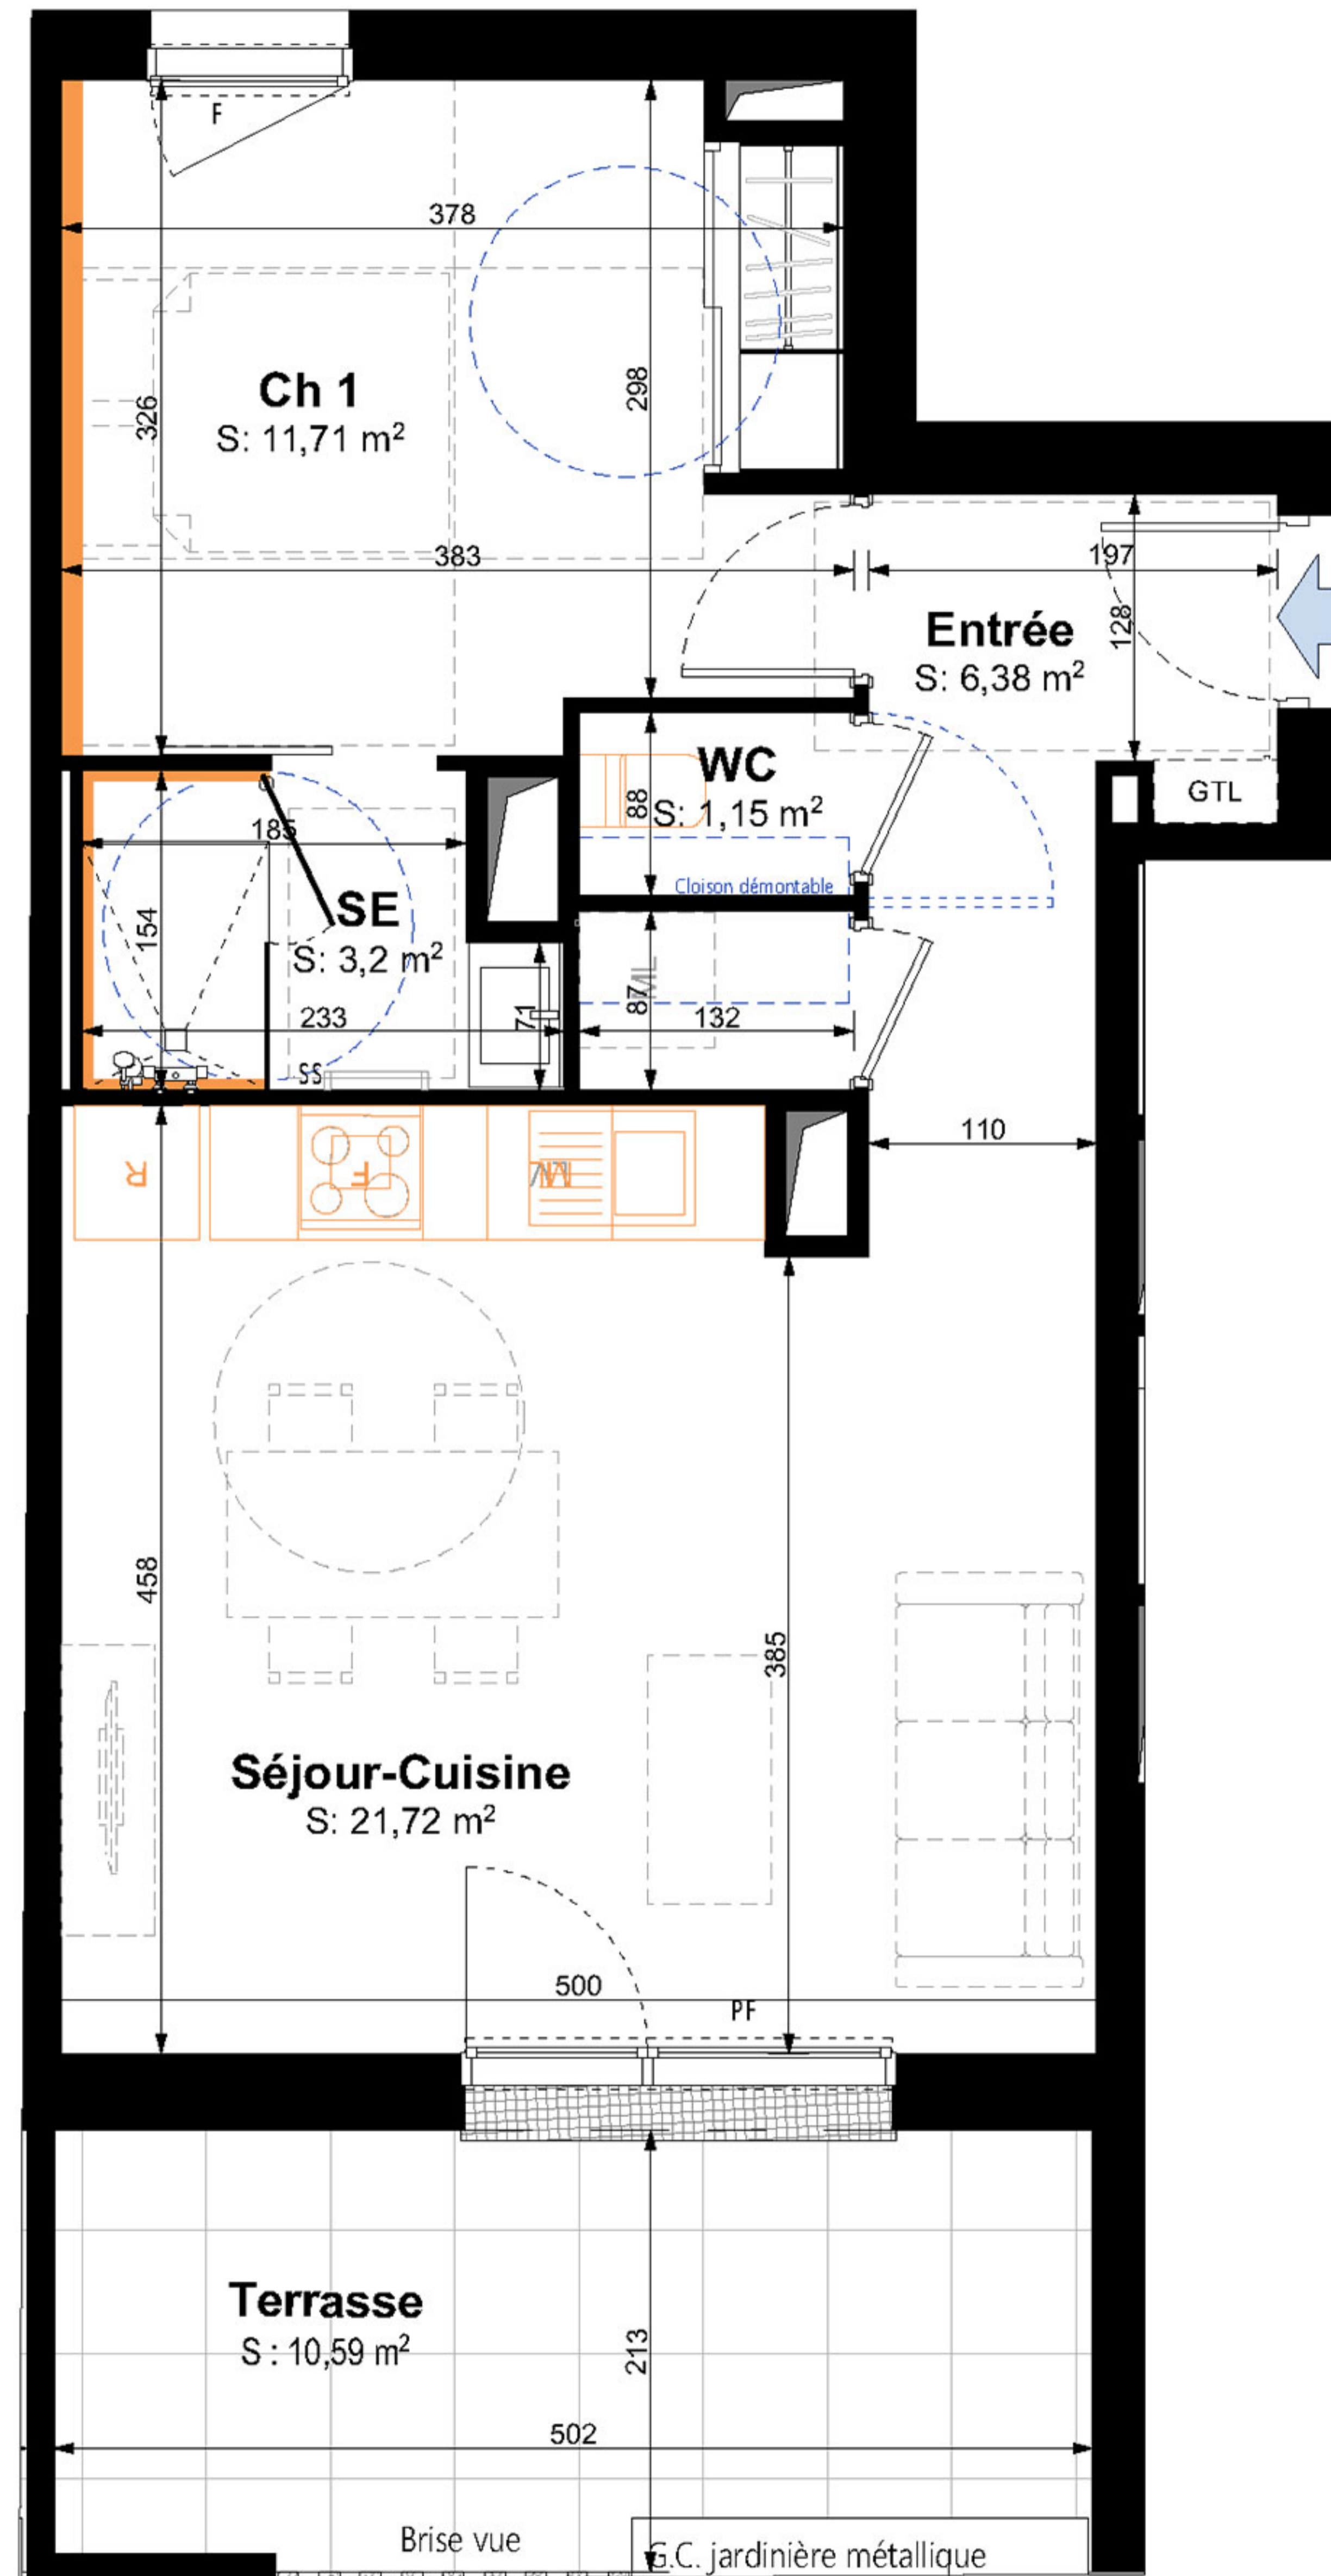 F
378
Ch 1
S: 11,71 m²
326
298
383
197
Entrée
S: 6,38 m²
128
WC
S: 1,15 m²
88
GTL
Cloison démontable
185
SE
S: 3,2 m²
154
ML
87
132
233
71
SS
110
R
F
MV
458
385
Séjour-Cuisine
S: 21,72 m²
500
PF
Terrasse
S : 10,59 m²
213
502
Brise vue
G.C. jardinière métallique